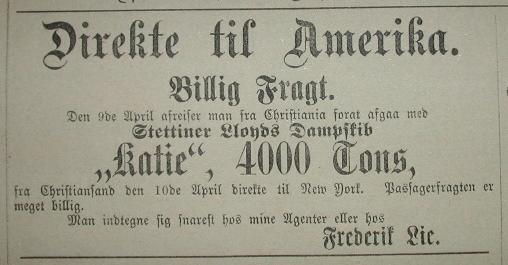 Direkte til Amerika.
Billig Fragt.
Den 9de April afreiser man fra Christiania forat afgaa med
Stettiner Lloyds Dampskib
„Katie“, 4000 Tons,
fra Christiansand den 10de April direkte til New York. Passagerfragten er
meget billig.
Man indtegne sig snarest hos mine Agenter eller hos
Frederik Lie.